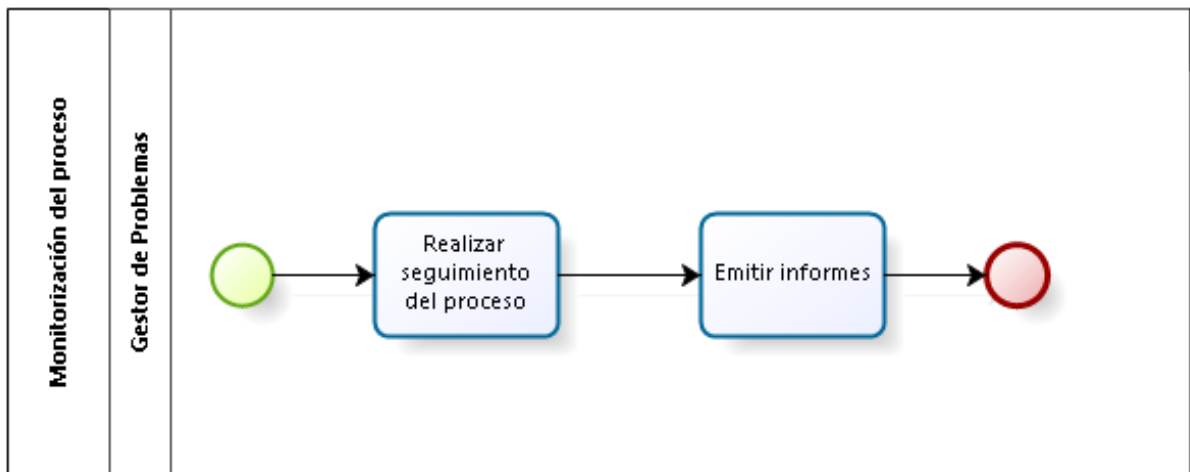 Monitorización del proceso
Gestor de Problemas
Realizar
seguimiento
del proceso
Emitir informes